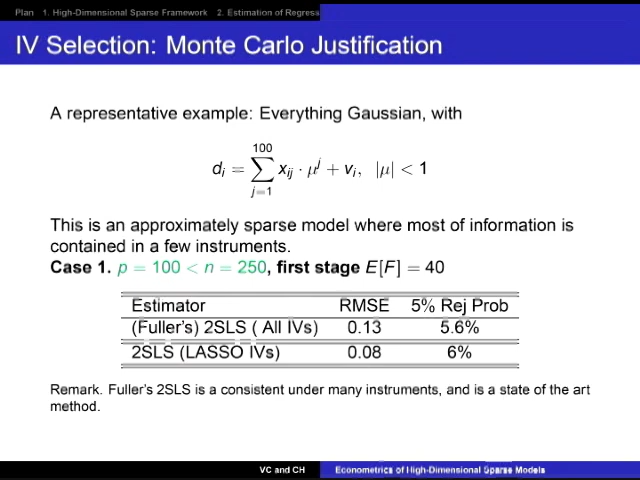 Plan 1. High-Dimensional Sparse Framework 2. Estimation of Regress
IV Selection: Monte Carlo Justification
A representative example: Everything Gaussian, with
dᵢ = ∑_{j=1}^{100} xᵢⱼ · μʲ + vᵢ, |μ| < 1
This is an approximately sparse model where most of information is
contained in a few instruments.
Case 1. p = 100 < n = 250, first stage E[F] = 40
Estimator RMSE 5% Rej Prob
(Fuller's) 2SLS ( All IVs) 0.13 5.6%
2SLS (LASSO IVs) 0.08 6%
Remark. Fuller's 2SLS is a consistent under many instruments, and is a state of the art
method.
VC and CH Econometrics of High-Dimensional Sparse Models